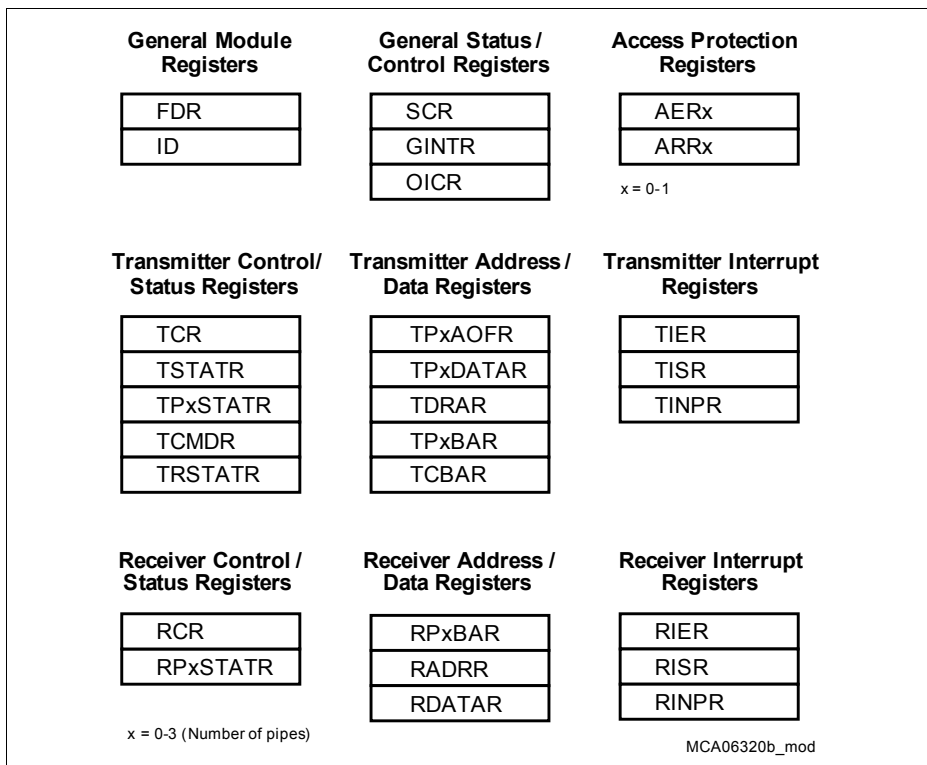 General Module
Registers
FDR
ID
General Status /
Control Registers
SCR
GINTR
OICR
Access Protection
Registers
AERx
ARRx
x = 0-1
Transmitter Control/
Status Registers
TCR
TSTATR
TPxSTATR
TCMDR
TRSTATR
Transmitter Address /
Data Registers
TPxAOFR
TPxDATAR
TDRAR
TPxBAR
TCBAR
Transmitter Interrupt
Registers
TIER
TISR
TINPR
Receiver Control /
Status Registers
RCR
RPxSTATR
x = 0-3 (Number of pipes)
Receiver Address /
Data Registers
RPxBAR
RADRR
RDATAR
Receiver Interrupt
Registers
RIER
RISR
RINPR
MCA06320b_mod